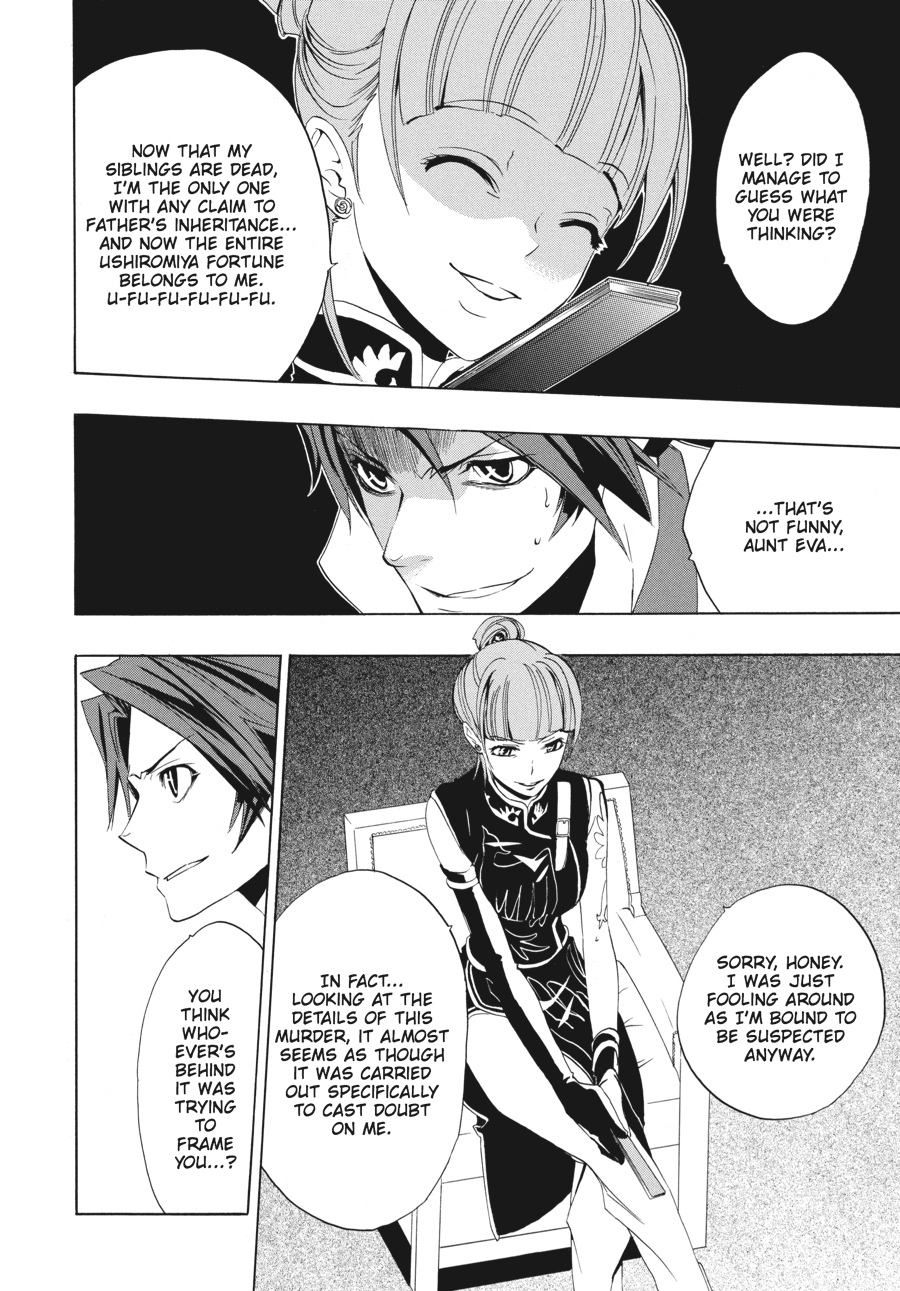 WELL? DID I
MANAGE TO
GUESS WHAT
YOU WERE
THINKING?
NOW THAT MY
SIBLINGS ARE DEAD,
I'M THE ONLY ONE
WITH ANY CLAIM TO
FATHER'S INHERITANCE...
AND NOW THE ENTIRE
USHIROMIYA FORTUNE
BELONGS TO ME.
U-FU-FU-FU-FU-FU.
...THAT'S
NOT FUNNY,
AUNT EVA...
SORRY, HONEY.
I WAS JUST
FOOLING AROUND
AS I'M BOUND TO
BE SUSPECTED
ANYWAY.
IN FACT...
LOOKING AT THE
DETAILS OF THIS
MURDER, IT ALMOST
SEEMS AS THOUGH
IT WAS CARRIED
OUT SPECIFICALLY
TO CAST DOUBT
ON ME.
YOU
THINK
WHO-
EVER'S
BEHIND
IT WAS
TRYING
TO
FRAME
YOU...?